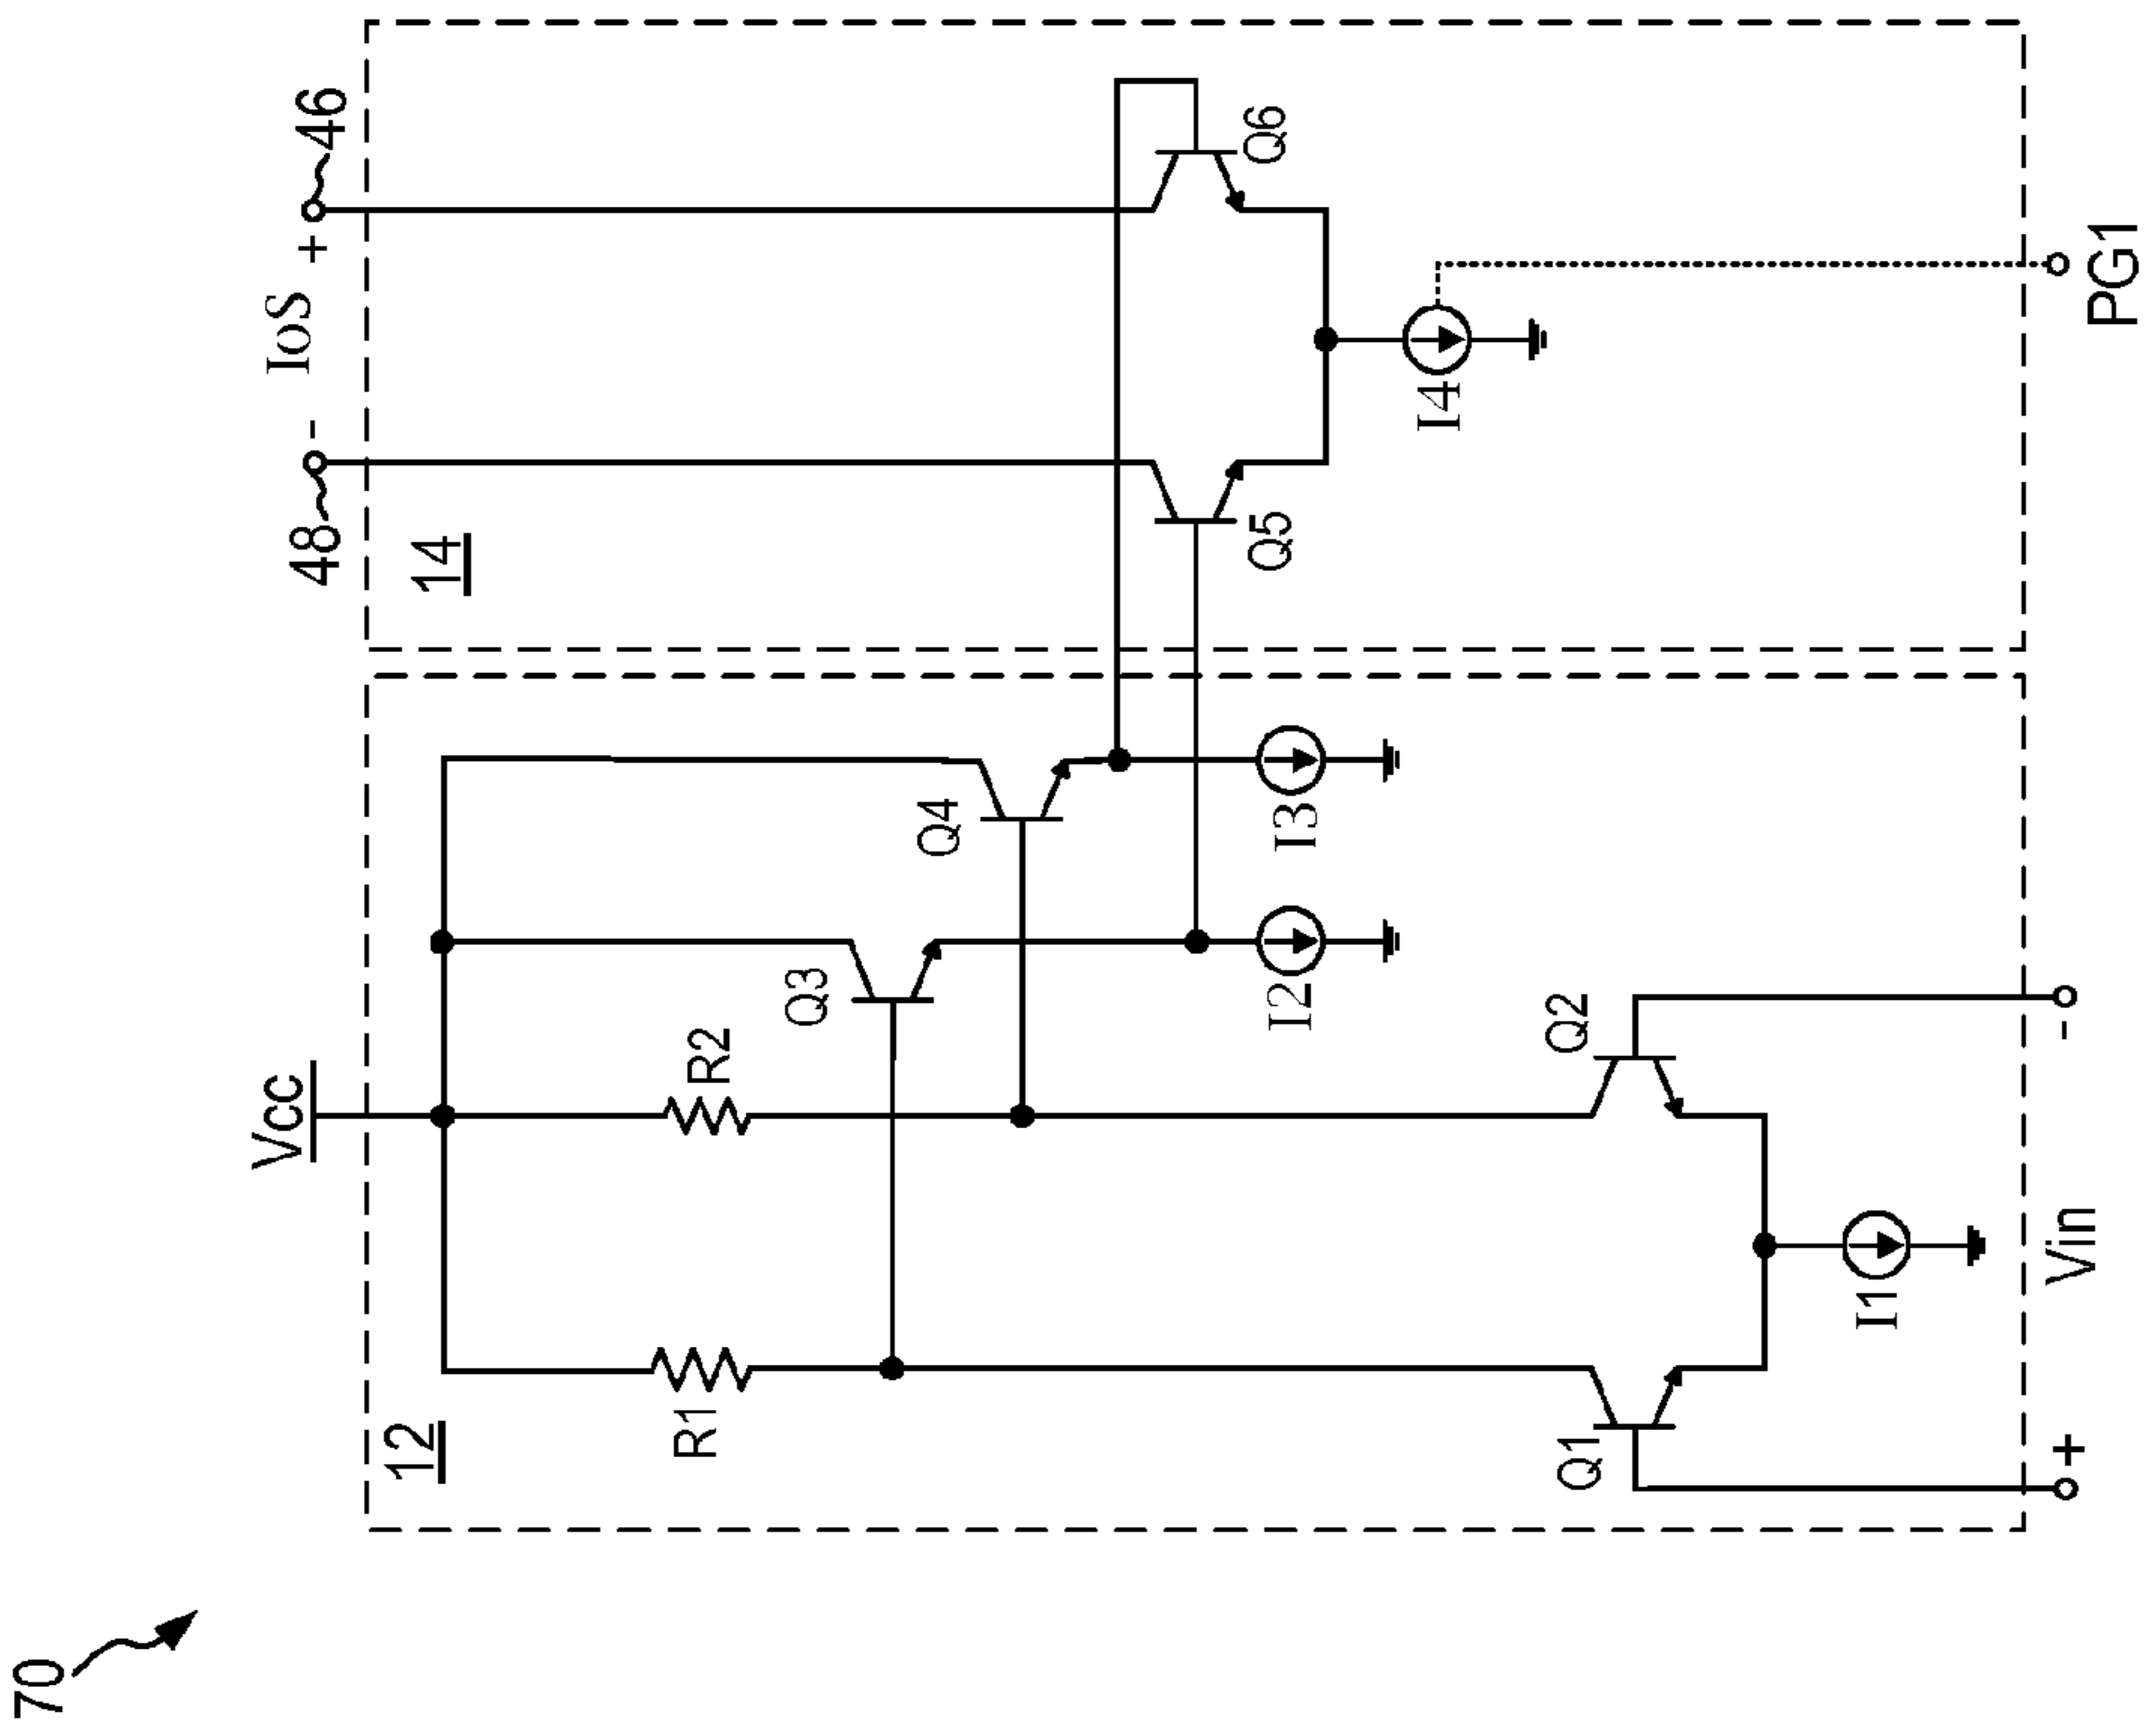 70
12
Vcc
R1
R2
Q3
Q4
I2
I3
Q1
Q2
I1
+
Vin
-
14
48
-
IoS
+
46
Q5
Q6
I4
PG1